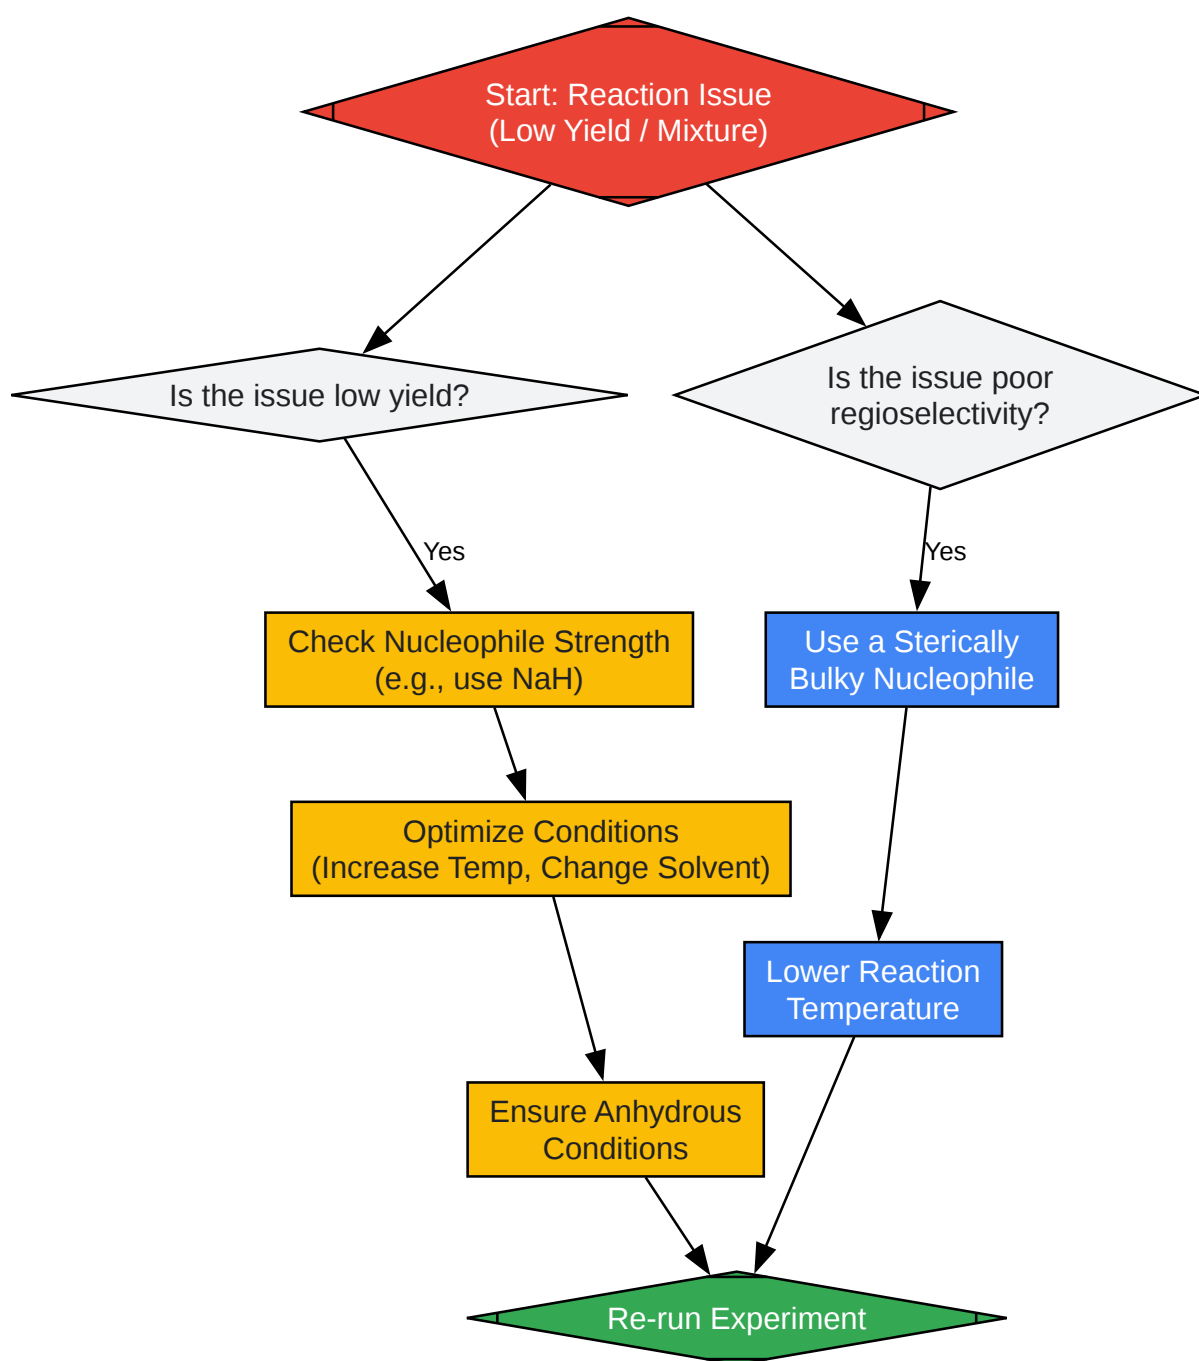 Start: Reaction Issue
(Low Yield / Mixture)
Is the issue low yield?
Is the issue poor
regioselectivity?
Yes
Yes
Check Nucleophile Strength
(e.g., use NaH)
Use a Sterically
Bulky Nucleophile
Optimize Conditions
(Increase Temp, Change Solvent)
Lower Reaction
Temperature
Ensure Anhydrous
Conditions
Re-run Experiment